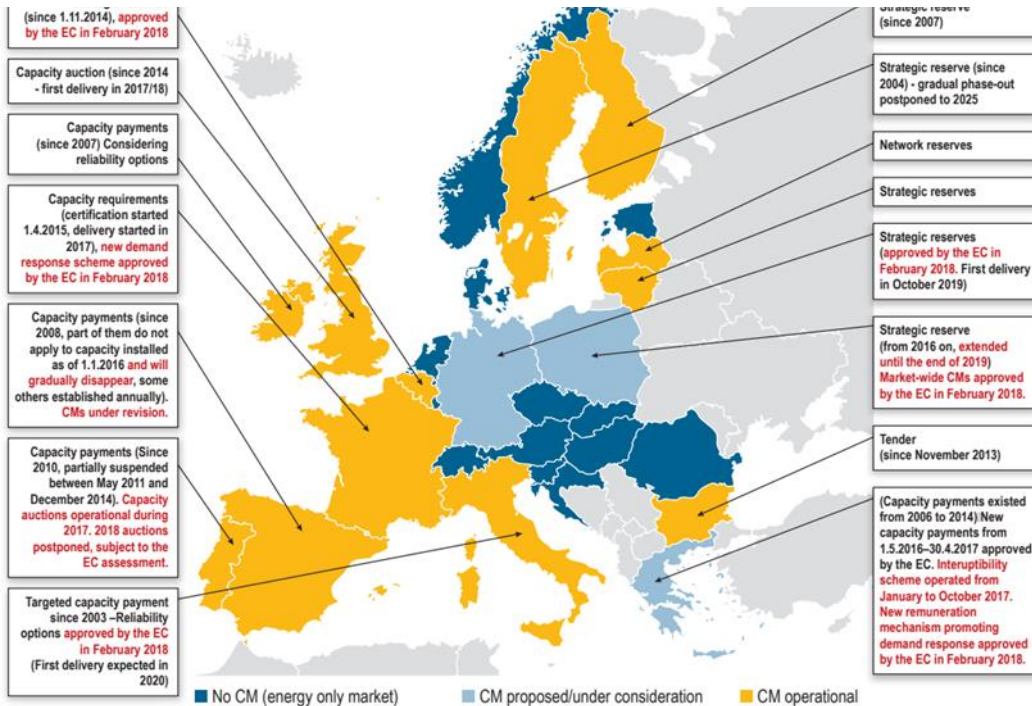 (since 1.11.2014), approved
by the EC in February 2018
Capacity auction (since 2014
- first delivery in 2017/18)
Capacity payments
(since 2007) Considering
reliability options
Capacity requirements
(certification started
1.4.2015, delivery started in
2017), new demand
response scheme approved
by the EC in February 2018
Capacity payments (since
2008, part of them do not
apply to capacity installed
as of 1.1.2016 and will
gradually disappear, some
others established annually).
CMs under revision.
Capacity payments (Since
2010, partially suspended
between May 2011 and
December 2014). Capacity
auctions operational during
2017. 2018 auctions
postponed, subject to the
EC assessment.
Targeted capacity payment
since 2003 –Reliability
options approved by the EC
in February 2018
(First delivery expected in
2020)
Strategic reserve
(since 2007)
Strategic reserve (since
2004) - gradual phase-out
postponed to 2025
Network reserves
Strategic reserves
Strategic reserves
(approved by the EC in
February 2018. First delivery
in October 2019)
Strategic reserve
(from 2016 on, extended
until the end of 2019)
Market-wide CMs approved
by the EC in February 2018.
Tender
(since November 2013)
(Capacity payments existed
from 2006 to 2014) New
capacity payments from
1.5.2016–30.4.2017 approved
by the EC. Interuptibility
scheme operated from
January to October 2017.
New remuneration
mechanism promoting
demand response approved
by the EC in February 2018.
No CM (energy only market)
CM proposed/under consideration
CM operational